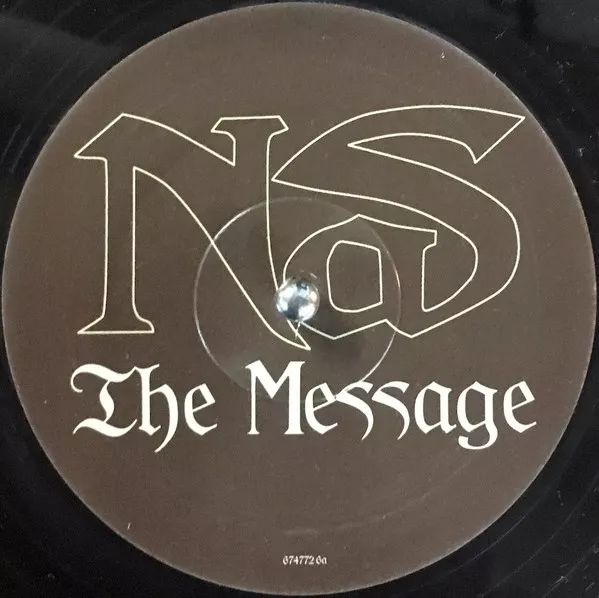 Nas
The Message
674772 6a